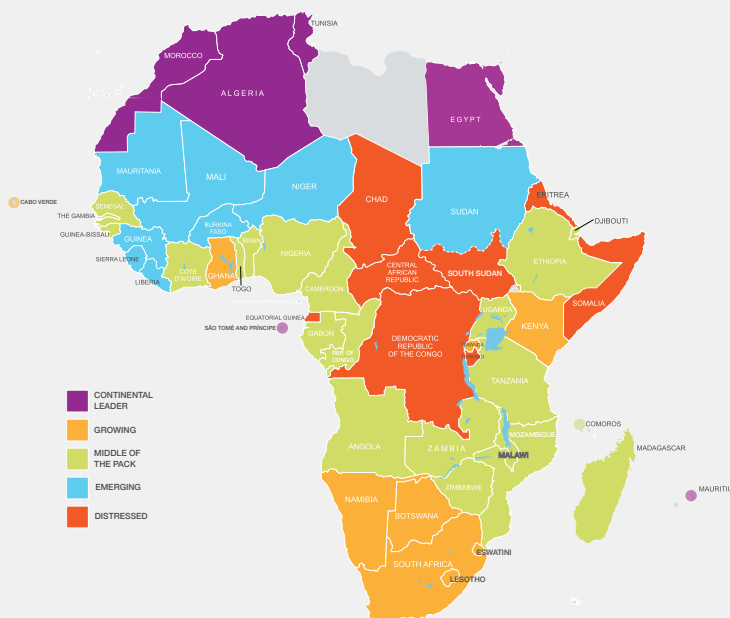 TUNISIA
MOROCCO
ALGERIA
EGYPT
MAURITANIA
MALI
NIGER
CHAD
SUDAN
ERITREA
CABO VERDE
SENEGAL
THE GAMBIA
GUINEA-BISSAU
GUINEA
SIERRA LEONE
LIBERIA
BURKINA
FASO
COTE
D'IVOIRE
GHANA
TOGO
BENIN
NIGERIA
DJIBOUTI
ETHIOPIA
CENTRAL
AFRICAN
REPUBLIC
SOUTH SUDAN
SOMALIA
CAMEROON
EQUATORIAL GUINEA
SÃO TOMÉ AND PRÍNCIPE
GABON
REP. OF
CONGO
DEMOCRATIC
REPUBLIC
OF THE CONGO
UGANDA
KENYA
RWANDA
BURUNDI
TANZANIA
CONTINENTAL
LEADER
GROWING
MIDDLE OF
THE PACK
EMERGING
DISTRESSED
ANGOLA
ZAMBIA
MALAWI
MOZAMBIQUE
COMOROS
MADAGASCAR
MAURITIU
ZIMBABWE
NAMIBIA
BOTSWANA
SOUTH AFRICA
ESWATINI
LESOTHO